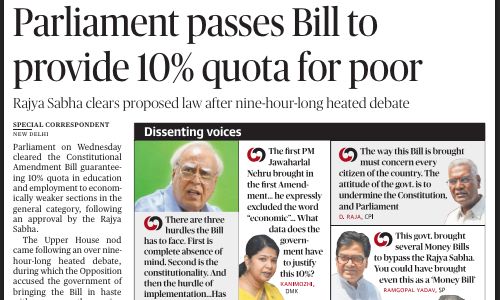 Parliament passes Bill to
provide 10% quota for poor
Rajya Sabha clears proposed law after nine-hour-long heated debate
SPECIAL CORRESPONDENT
NEW DELHI
Parliament on Wednesday
cleared the Constitutional
Amendment Bill guarantee-
ing 10% quota in education
and employment to econom-
ically weaker sections in the
general category, following
an approval by the Rajya
Sabha.
The Upper House nod
came following an over nine-
hour-long heated debate,
during which the Opposition
accused the government of
bringing the Bill in haste
Dissenting voices
There are three
hurdles the Bill
has to face. First is
complete absence of
mind. Second is the
constitutionality. And
then the hurdle of
implementation...Has
The first PM
Jawaharlal
Nehru brought in
the first Amend-
ment... he expressly
excluded the word
“economic”... What
data does the
govern-
ment have
to justify
this 10%?
KANIMOZHI,
DMK
The way this Bill is brought
must concern every
citizen of the country. The
attitude of the govt. is to
undermine the Constitution,
and Parliament
D. RAJA, CPI
This govt. brought
several Money Bills
to bypass the Rajya Sabha.
You could have brought
even this as a ‘Money Bill’
RAMGOPAL YADAV, SP